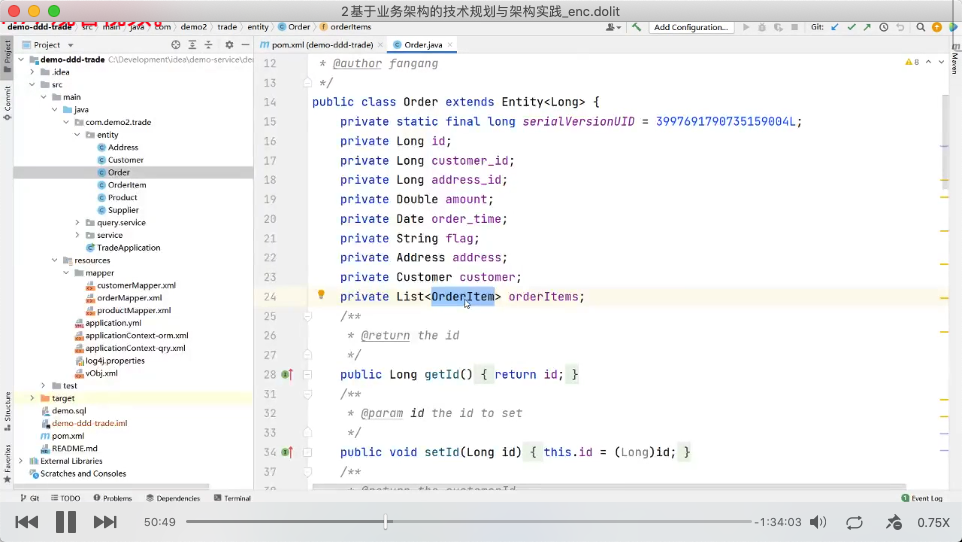 2基于业务架构的技术规划与架构实践_enc.dolit
demo-ddd-trade src main java com demo2 trade entity Order orderItems Add Configuration... Git:
Project
pom.xml (demo-ddd-trade) Order.java
demo-ddd-trade C:\Development\idea\demo-service\de
.idea
src
main
java
com.demo2.trade
entity
Address
Customer
Order
OrderItem
Product
Supplier
query.service
service
TradeApplication
resources
mapper
customerMapper.xml
orderMapper.xml
productMapper.xml
application.yml
applicationContext-orm.xml
applicationContext-qry.xml
log4j.properties
vObj.xml
test
target
demo.sql
demo-ddd-trade.iml
pom.xml
README.md
External Libraries
Scratches and Consoles
Project
Commit
Structure
Favorites
12 * @author fangang
13 */
14 public class Order extends Entity<Long> {
15 private static final long serialVersionUID = 3997691790735159004L;
16 private Long id;
17 private Long customer_id;
18 private Long address_id;
19 private Double amount;
20 private Date order_time;
21 private String flag;
22 private Address address;
23 private Customer customer;
24 private List<OrderItem> orderItems;
25 /**
26 * @return the id
27 */
28 public Long getId() { return id; }
31 /**
32 * @param id the id to set
33 */
34 public void setId(Long id) { this.id = (Long)id; }
37 /**
38 * @return the customerId
8
Maven
Git TODO Problems Dependencies Terminal Event Log
50:49 -1:34:03 0.75X